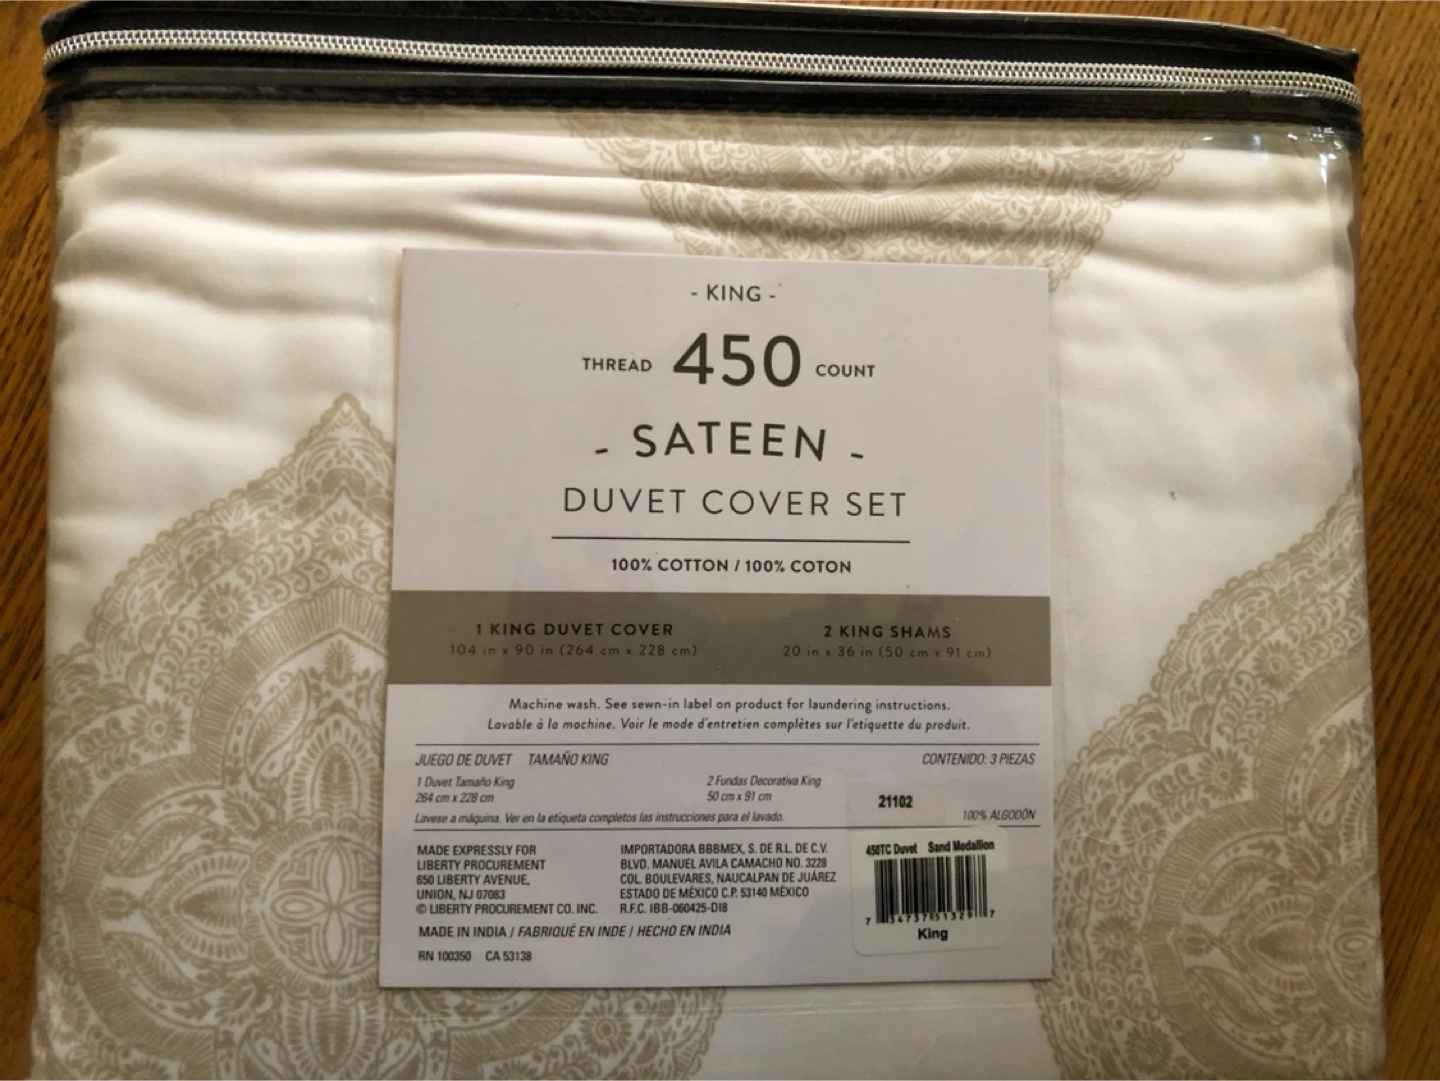 - KING -
THREAD 450 COUNT
- SATEEN -
DUVET COVER SET
100% COTTON / 100% COTON
1 KING DUVET COVER
104 in x 90 in (264 cm x 228 cm)
2 KING SHAMS
20 in x 36 in (50 cm x 91 cm)
Machine wash. See sewn-in label on product for laundering instructions.
Lavable à la machine. Voir le mode d'entretien complètes sur l'etiquette du produit.
JUEGO DE DUVET TAMAÑO KING
CONTENIDO: 3 PIEZAS
1 Duvet Tamaño King
264 cm x 228 cm
2 Fundas Decorativa King
50 cm x 91 cm
Lavese a máquina. Ver en la etiqueta completos las instrucciones para el lavado.
100% ALGODÓN
MADE EXPRESSLY FOR
LIBERTY PROCUREMENT
650 LIBERTY AVENUE,
UNION, NJ 07083
© LIBERTY PROCUREMENT CO. INC.
IMPORTADORA BBBMEX, S. DE R.L. DE C.V.
BLVD. MANUEL AVILA CAMACHO NO. 3228
COL. BOULEVARES, NAUCALPAN DE JUÁREZ
ESTADO DE MÉXICO C.P. 53140 MÉXICO
R.F.C. IBB-060425-DI8
MADE IN INDIA / FABRIQUÉ EN INDE / HECHO EN INDIA
RN 100350 CA 53138
21102
450TC Duvet Sand Medallion
7 34737 51329 7
King